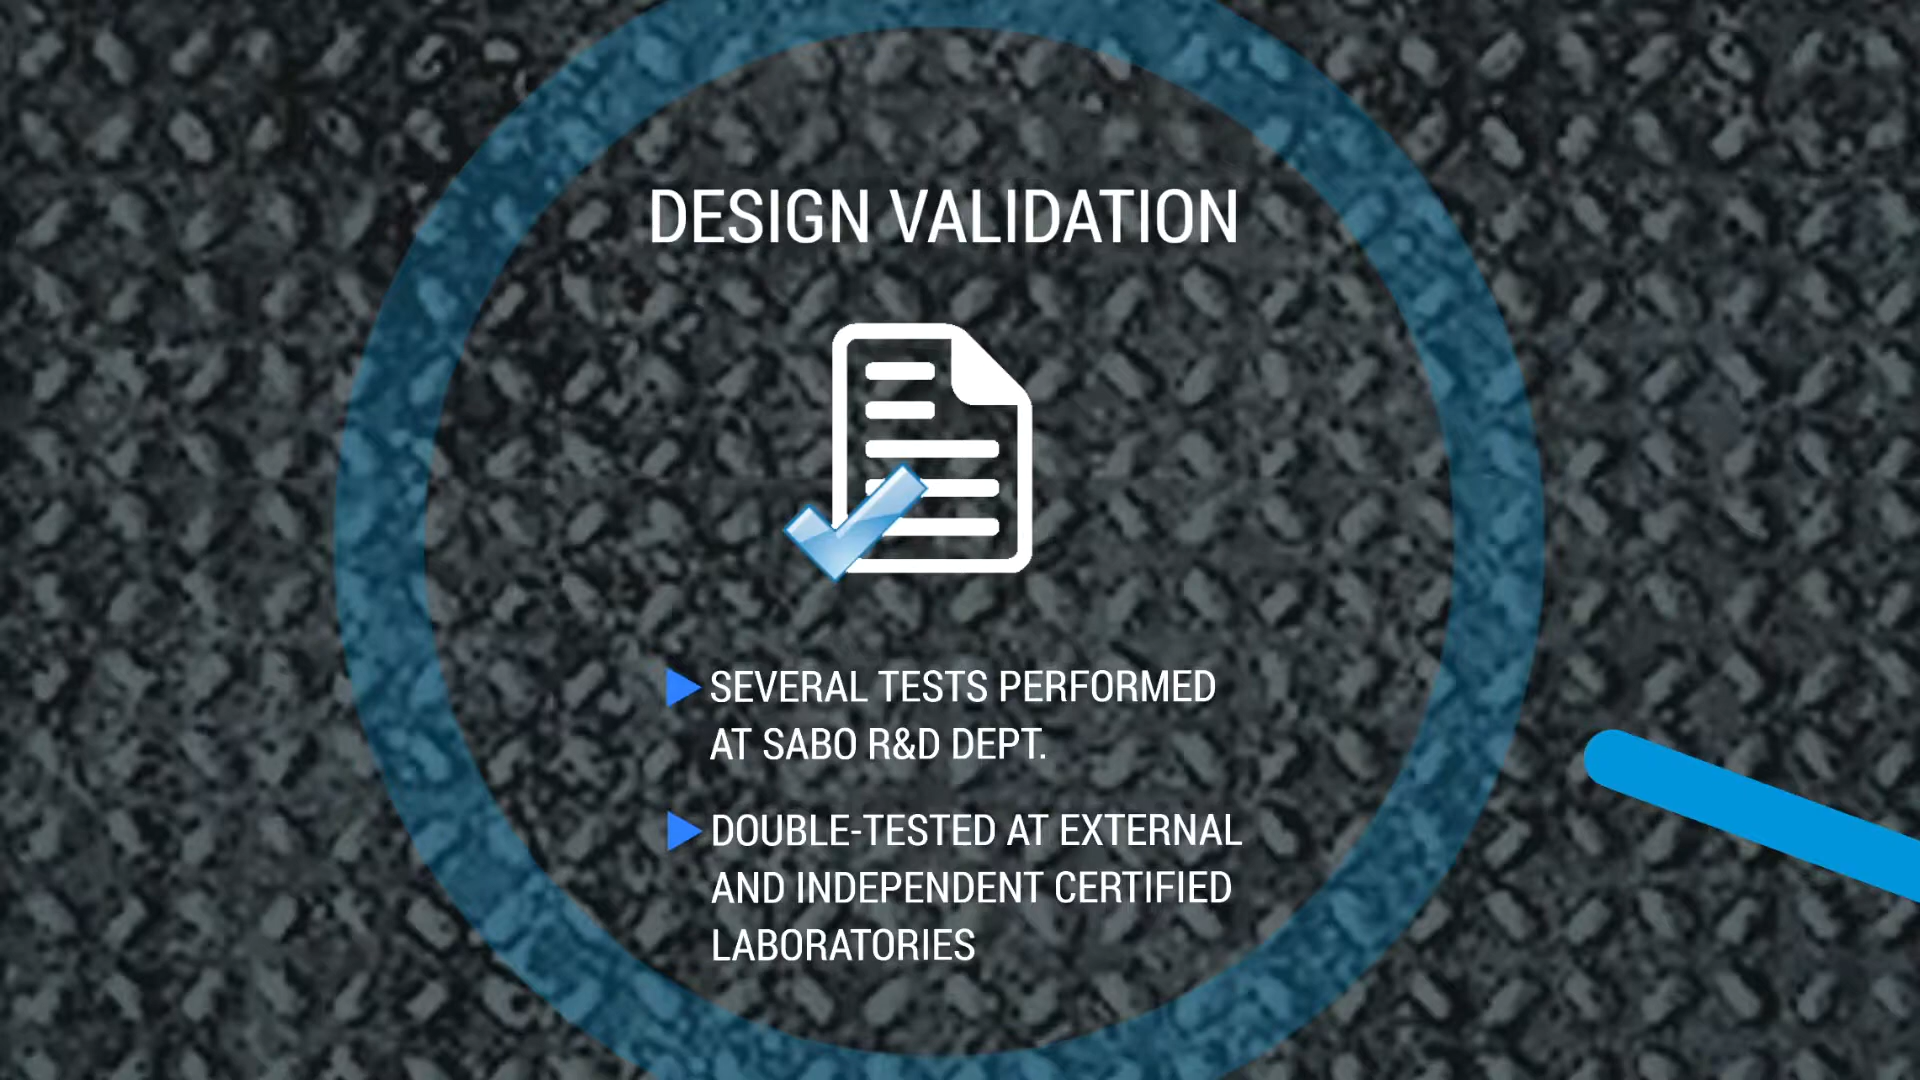 DESIGN VALIDATION
SEVERAL TESTS PERFORMED
AT SABO R&D DEPT.
DOUBLE-TESTED AT EXTERNAL
AND INDEPENDENT CERTIFIED
LABORATORIES